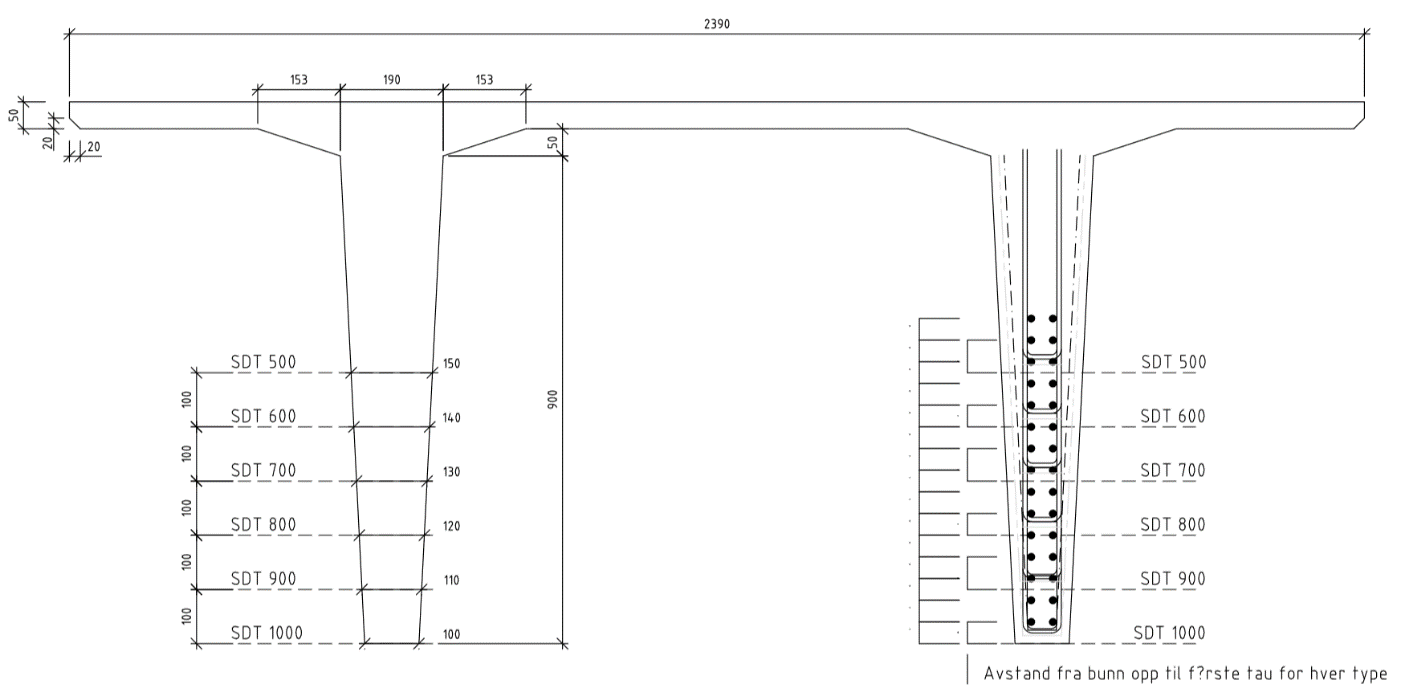 2390
153 190 153
50
20
20
50
SDT 500 150 SDT 500
100
900
SDT 600 140 SDT 600
100
SDT 700 130 SDT 700
100
SDT 800 120 SDT 800
100
SDT 900 110 SDT 900
100
SDT 1000 100 SDT 1000
Avstand fra bunn opp til f?rste tau for hver type